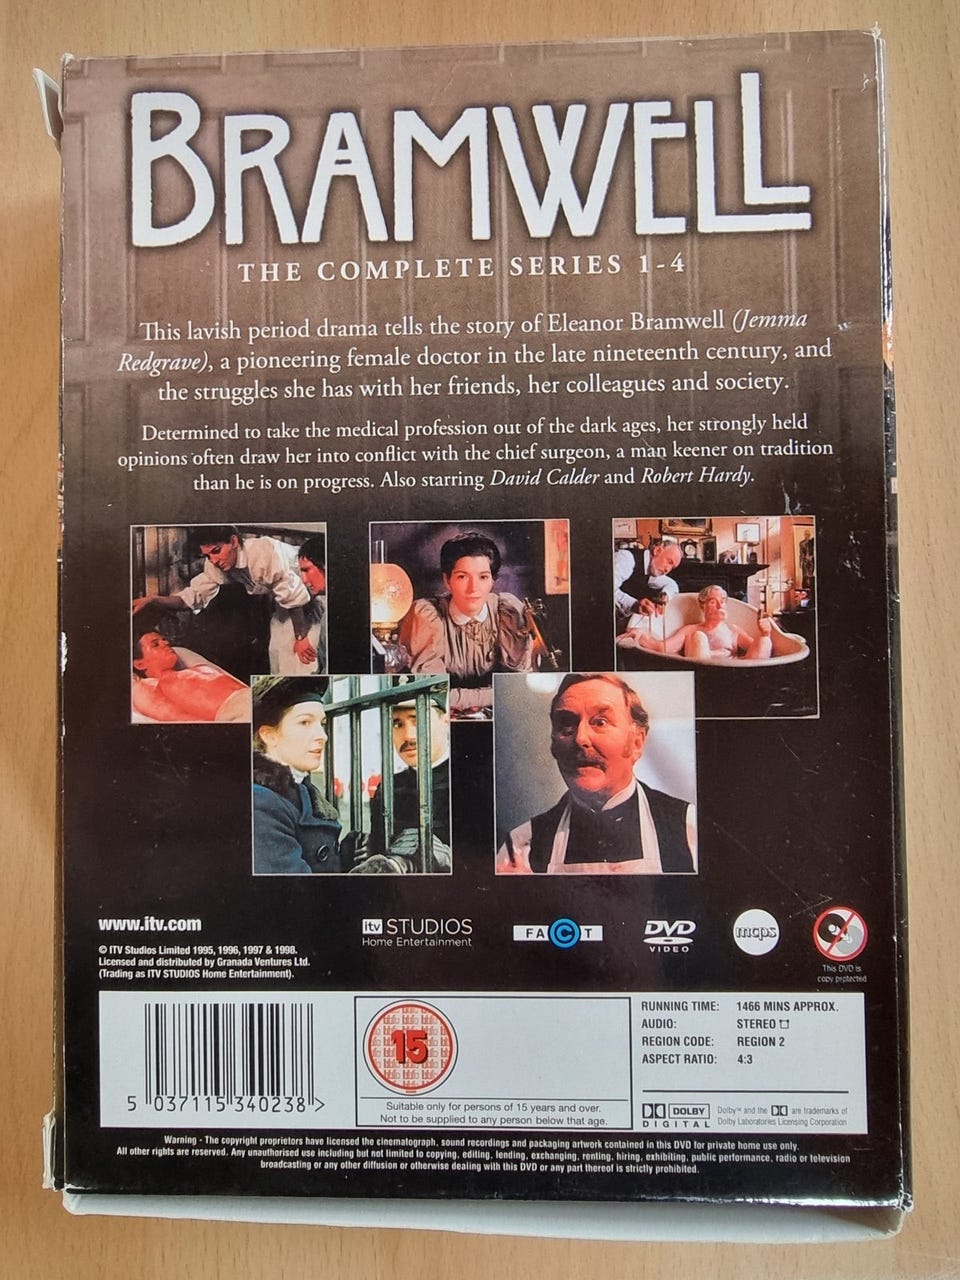 BRAMWELL
THE COMPLETE SERIES 1-4
This lavish period drama tells the story of Eleanor Bramwell (Jemma
Redgrave), a pioneering female doctor in the late nineteenth century, and
the struggles she has with her friends, her colleagues and society.
Determined to take the medical profession out of the dark ages, her strongly held
opinions often draw her into conflict with the chief surgeon, a man keener on tradition
than he is on progress. Also starring David Calder and Robert Hardy.
www.itv.com
© ITV Studios Limited 1995, 1996, 1997 & 1998.
Licensed and distributed by Granada Ventures Ltd.
(Trading as ITV STUDIOS Home Entertainment).
itv STUDIOS
Home Entertainment
FACT
DVD
VIDEO
mcps
This DVD is
copy protected
5 037115 340238 >
15
Suitable only for persons of 15 years and over.
Not to be supplied to any person below that age.
RUNNING TIME: 1466 MINS APPROX.
AUDIO: STEREO
REGION CODE: REGION 2
ASPECT RATIO: 4:3
DOLBY
DIGITAL
Dolby™ and the DD are trademarks of
Dolby Laboratories Licensing Corporation
Warning - The copyright proprietors have licensed the cinematograph, sound recordings and packaging artwork contained in this DVD for private home use only.
All other rights are reserved. Any unauthorised use including but not limited to copying, editing, lending, exchanging, renting, hiring, exhibiting, public performance, radio or television
broadcasting or any other diffusion or otherwise dealing with this DVD or any part thereof is strictly prohibited.